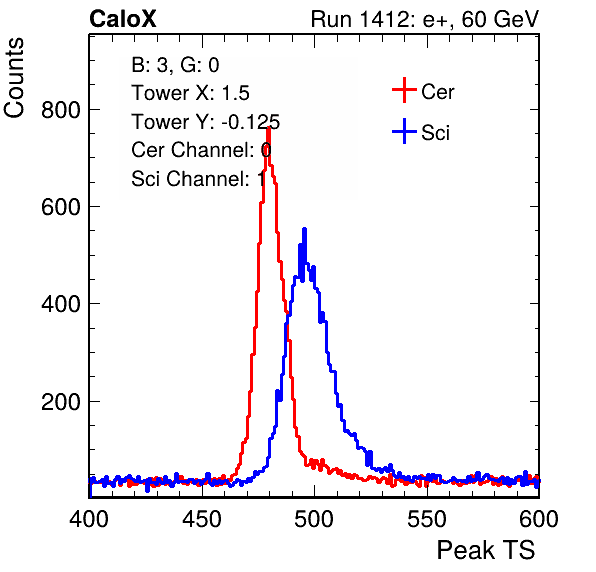 CaloX Run 1412: e+, 60 GeV
Counts
B: 3, G: 0
Tower X: 1.5
Tower Y: -0.125
Cer Channel: 0
Sci Channel: 1
Cer
Sci
800
600
400
200
400 450 500 550 600
Peak TS